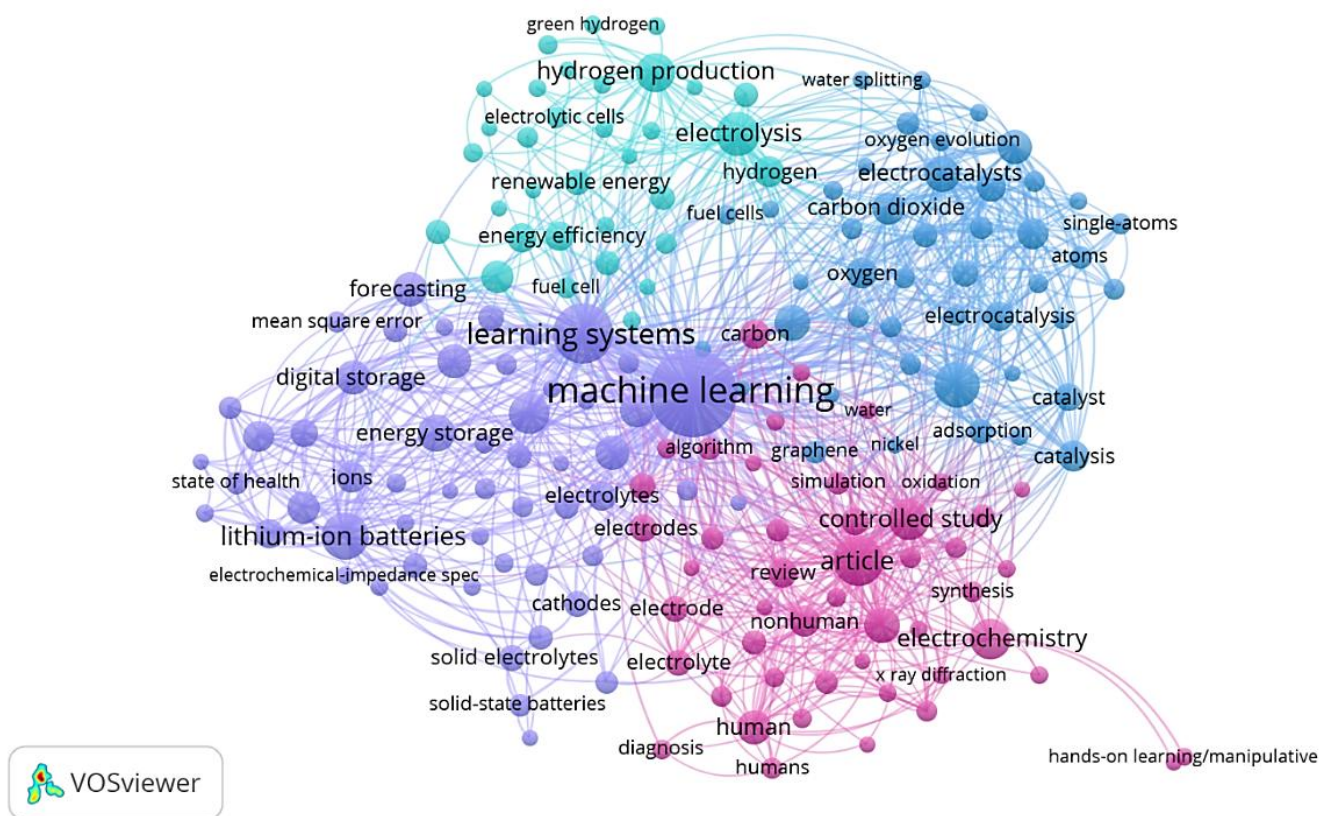 green hydrogen
hydrogen production
water splitting
electrolytic cells
electrolysis
oxygen evolution
hydrogen
electrocatalysts
renewable energy
fuel cells
carbon dioxide
single-atoms
energy efficiency
atoms
oxygen
forecasting
fuel cell
mean square error
learning systems
carbon
electrocatalysis
digital storage
machine learning
catalyst
water
energy storage
adsorption
algorithm
graphene
nickel
catalysis
state of health
ions
simulation
oxidation
electrolytes
lithium-ion batteries
electrodes
controlled study
article
electrochemical-impedance spec
review
synthesis
cathodes
electrode
nonhuman
electrochemistry
solid electrolytes
electrolyte
x ray diffraction
solid-state batteries
human
diagnosis
humans
hands-on learning/manipulative
VOSviewer